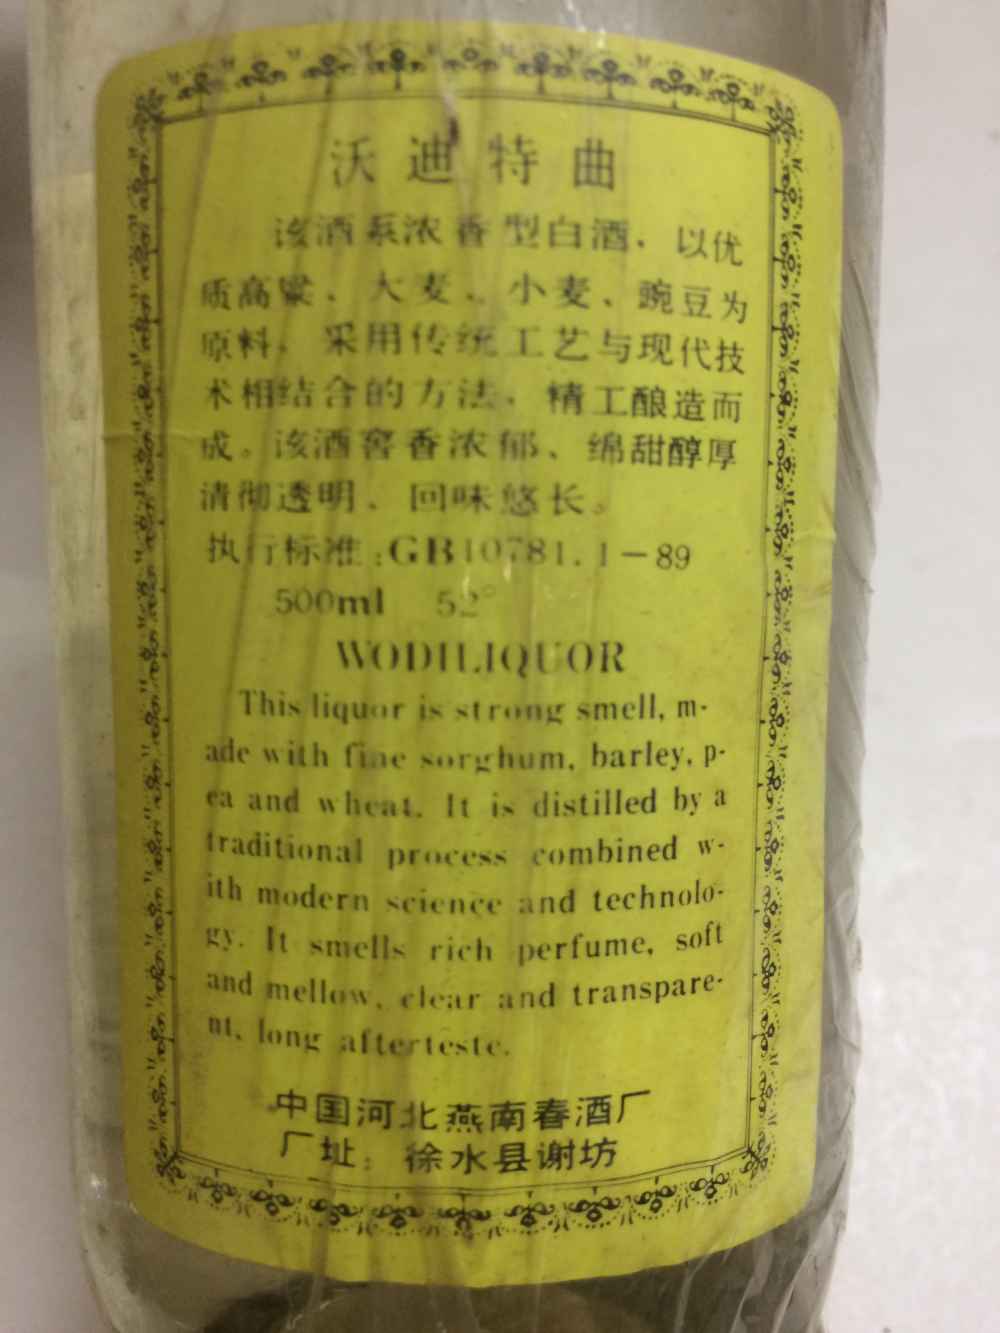 沃迪特曲
该酒系浓香型白酒，以优
质高粱、大麦、小麦、豌豆为
原料，采用传统工艺与现代技
术相结合的方法，精工酿造而
成。该酒窖香浓郁、绵甜醇厚
清彻透明、回味悠长。
执行标准:GB10781.1-89
500ml 52°
WODILIQUOR
This liquor is strong smell, m-
ade with fine sorghum, barley, p-
ea and wheat. It is distilled by a
traditional process combined w-
ith modern science and technolo-
gy. It smells rich perfume, soft
and mellow, clear and transpare-
nt, long afterteste.
中国河北燕南春酒厂
厂址：徐水县谢坊